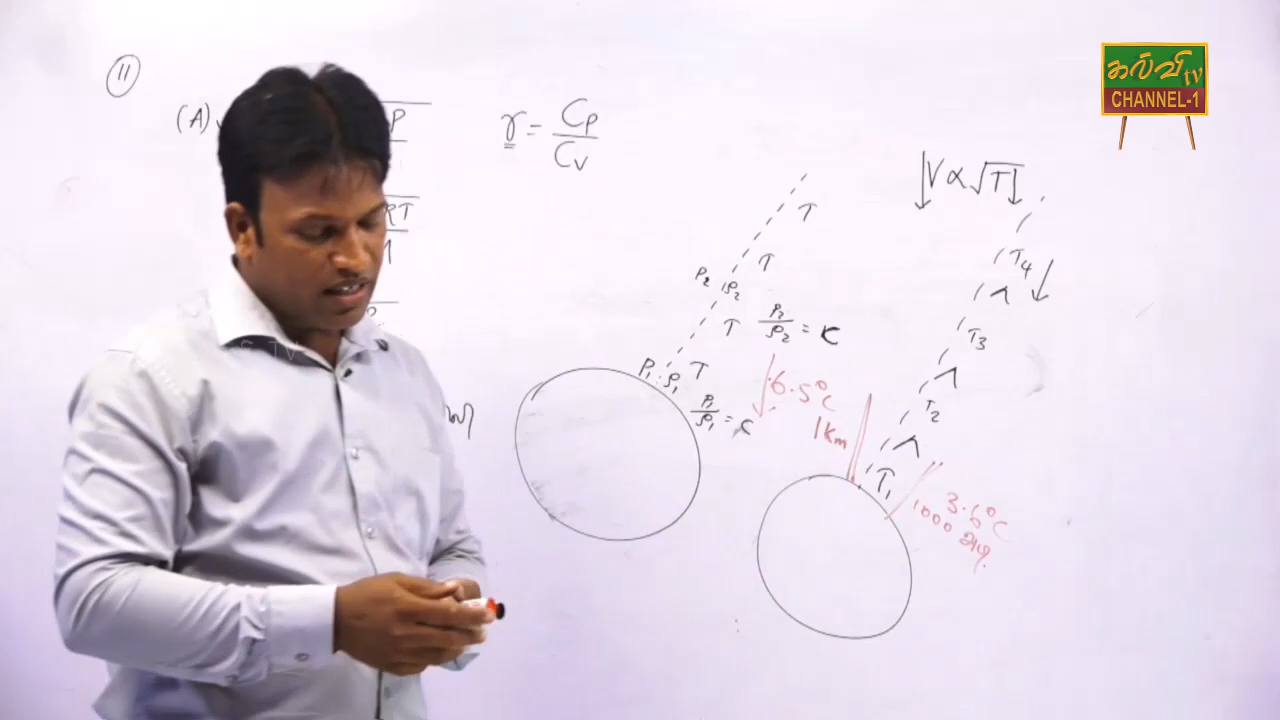 11
(A)
P
RT
γ = Cp / Cv
↓V ∝ √T↓
T
T
P₂ ρ₂
T
P₂/ρ₂ = K
P₁ ρ₁ T
P₁/ρ₁ = c
T₄ ↓
T₃
T₂
T₁
6.5°C
1km
3.6°C
1000 அடி.
கல்வி tv
CHANNEL-1